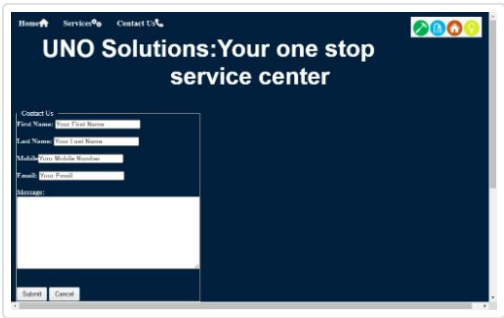 Home Services Contact Us
UNO Solutions:Your one stop
service center
Contact Us
First Name: Your First Name
Last Name: Your Last Name
Mobile Your Mobile Number
Email: Your Email
Message:
Submit Cancel